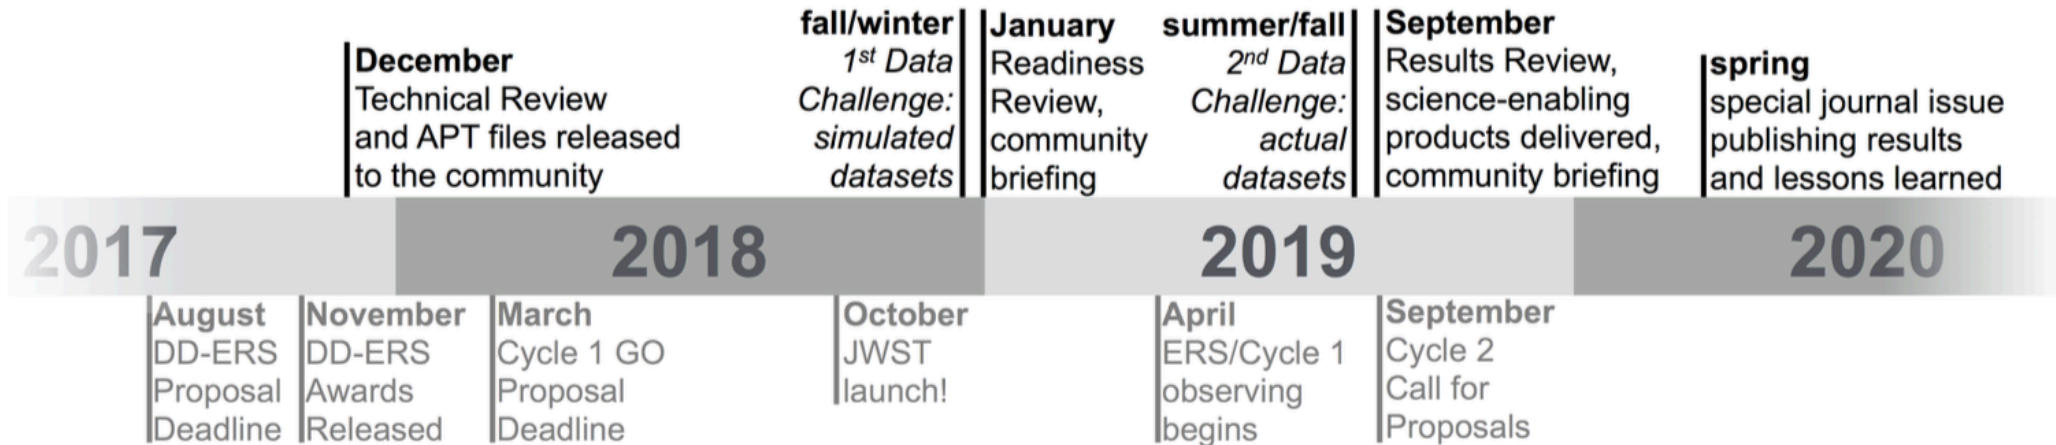 December
Technical Review
and APT files released
to the community
fall/winter
1st Data
Challenge:
simulated
datasets
January
Readiness
Review,
community
briefing
summer/fall
2nd Data
Challenge:
actual
datasets
September
Results Review,
science-enabling
products delivered,
community briefing
spring
special journal issue
publishing results
and lessons learned
2017
2018
2019
2020
August
DD-ERS
Proposal
Deadline
November
DD-ERS
Awards
Released
March
Cycle 1 GO
Proposal
Deadline
October
JWST
launch!
April
ERS/Cycle 1
observing
begins
September
Cycle 2
Call for
Proposals